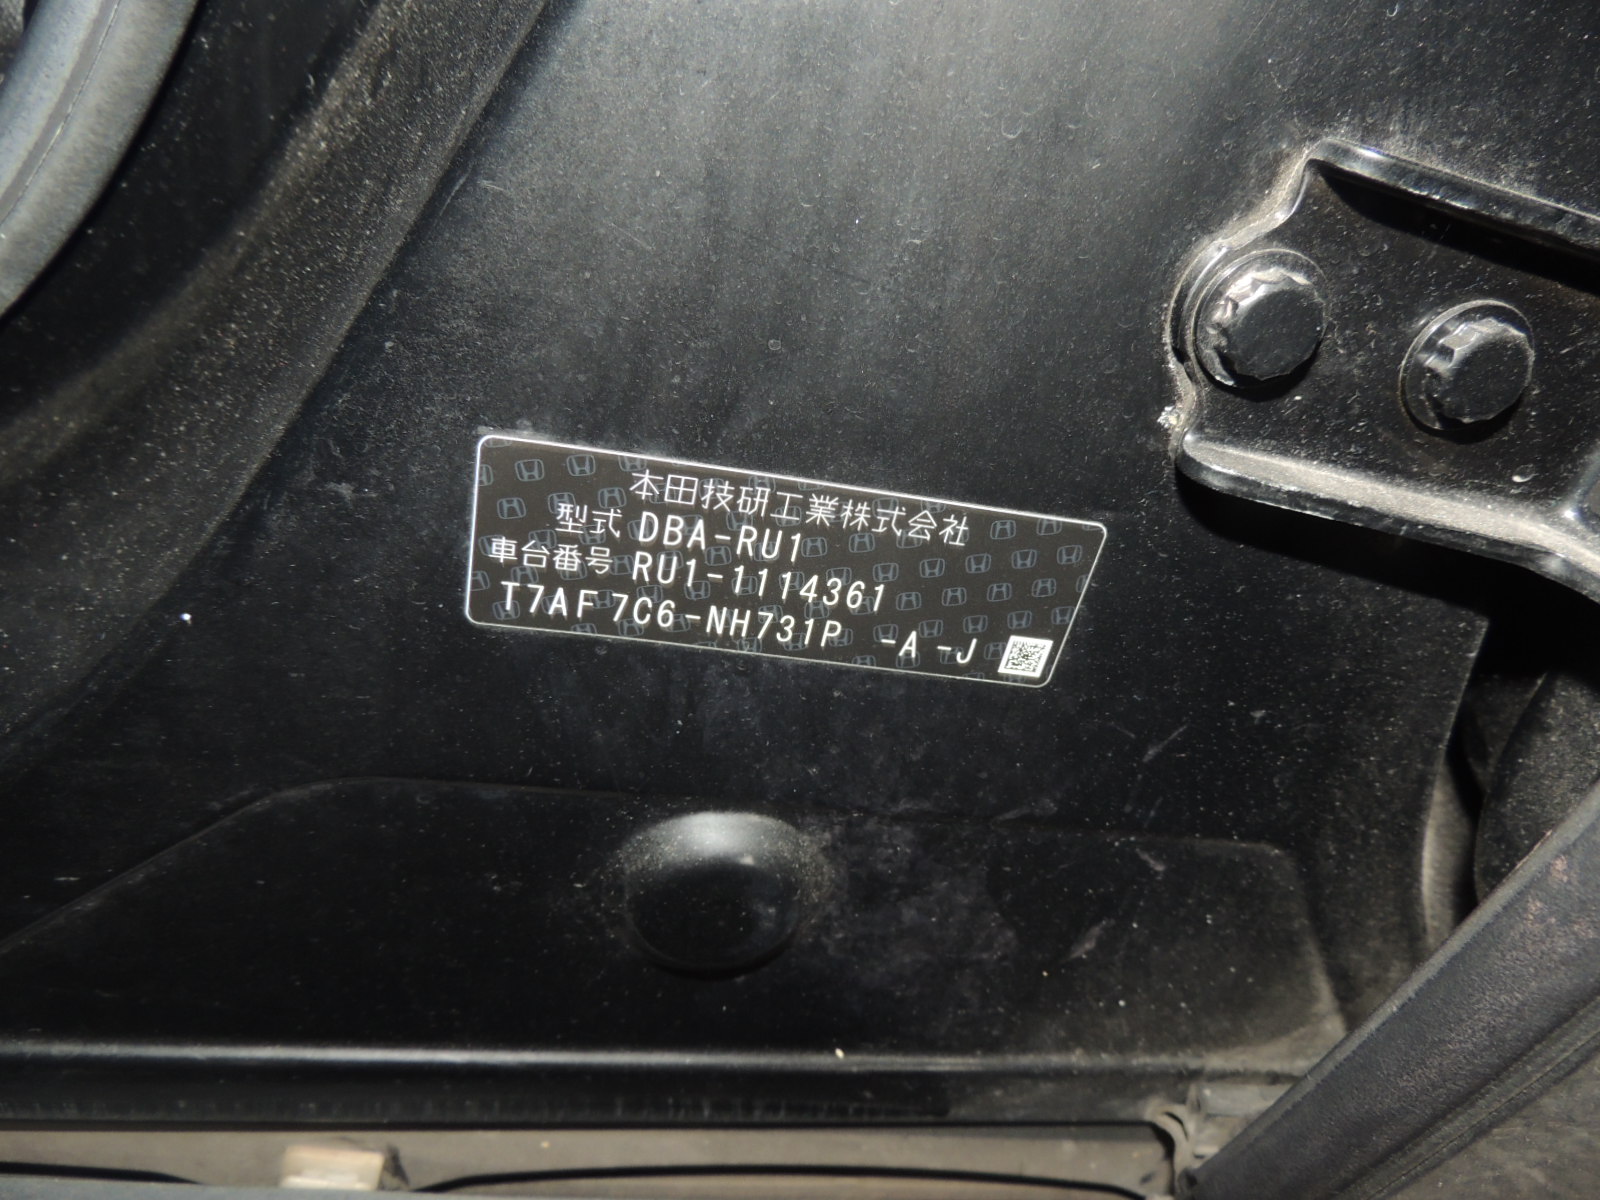 本田技研工業株式会社
型式 DBA-RU1
車台番号 RU1-1114361
T7AF7C6-NH731P -A -J